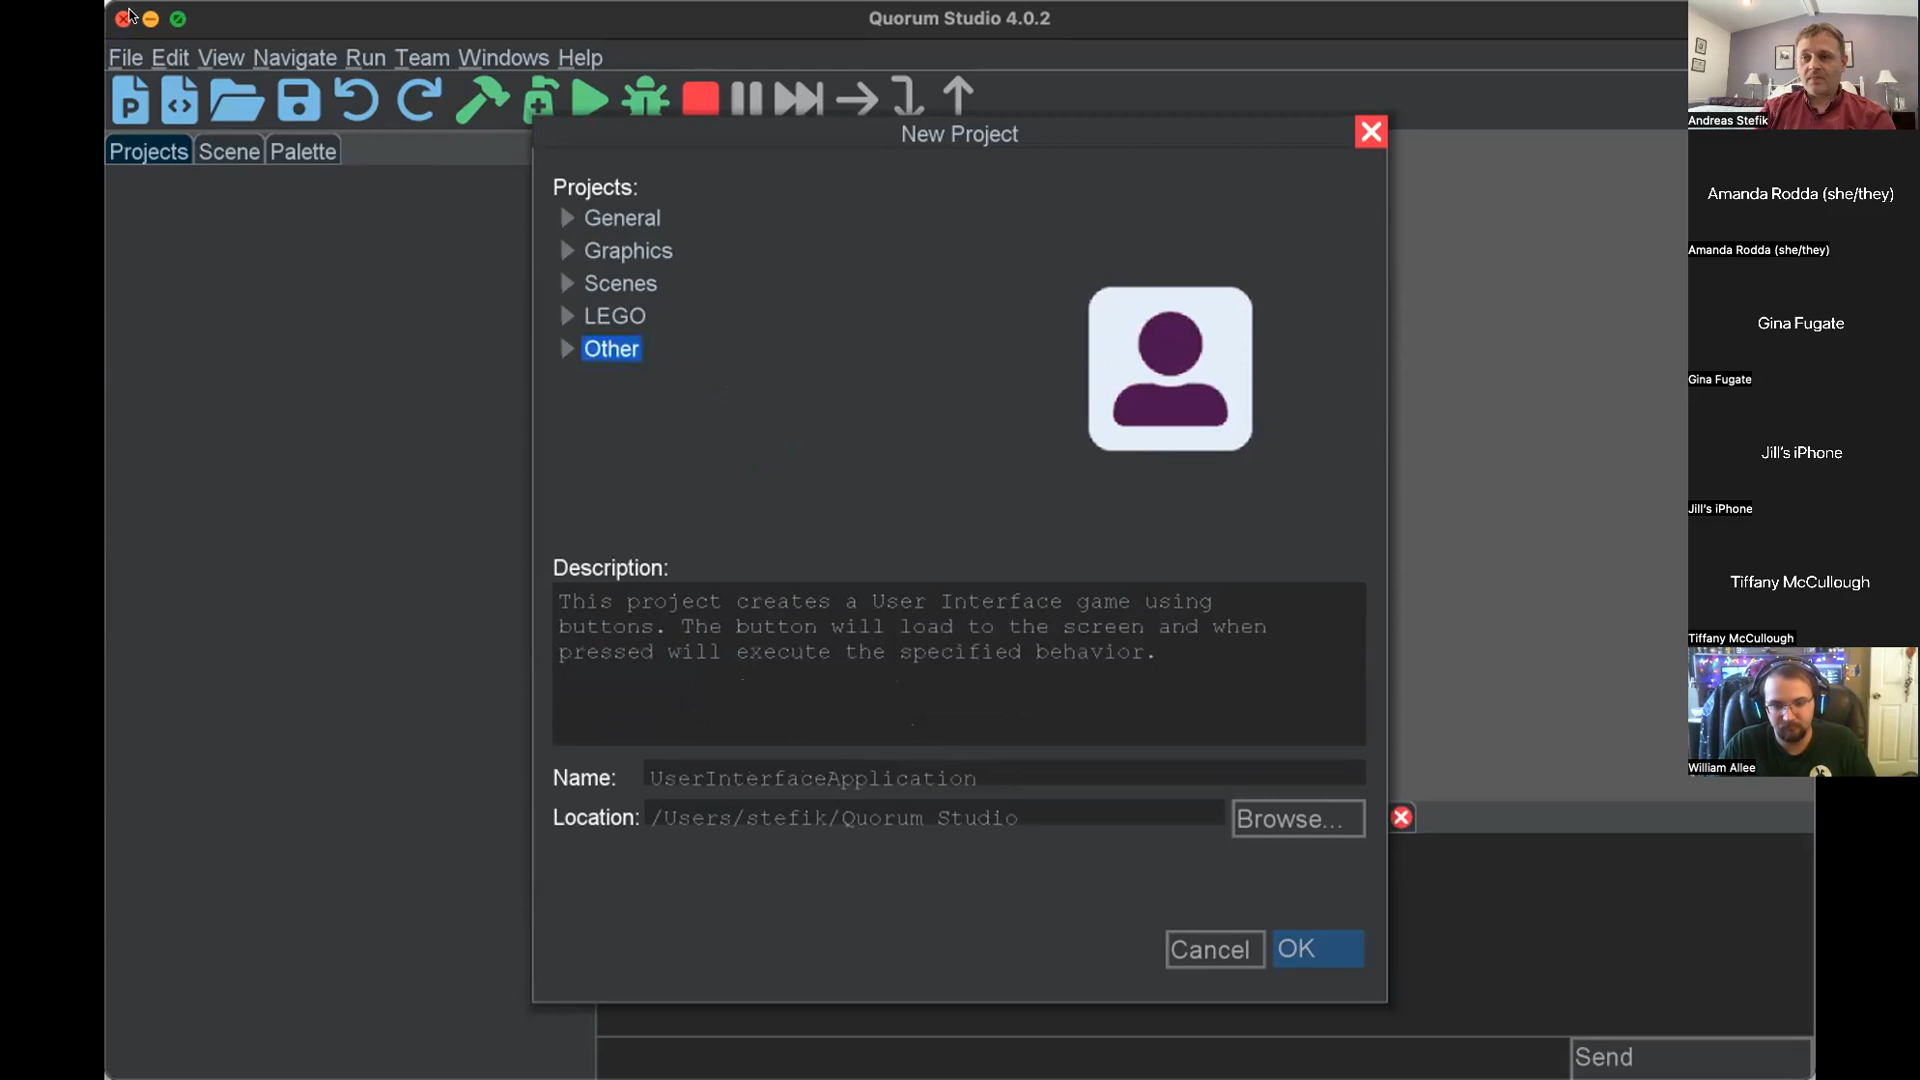 Quorum Studio 4.0.2
File Edit View Navigate Run Team Windows Help
P
Projects Scene Palette
New Project
Projects:
General
Graphics
Scenes
LEGO
Other
Description:
This project creates a User Interface game using
buttons. The button will load to the screen and when
pressed will execute the specified behavior.
Name: UserInterfaceApplication
Location: /Users/stefik/Quorum Studio Browse...
Cancel OK
Send
Andreas Stefik
Amanda Rodda (she/they)
Amanda Rodda (she/they)
Gina Fugate
Gina Fugate
Jill's iPhone
Jill's iPhone
Tiffany McCullough
Tiffany McCullough
William Allee